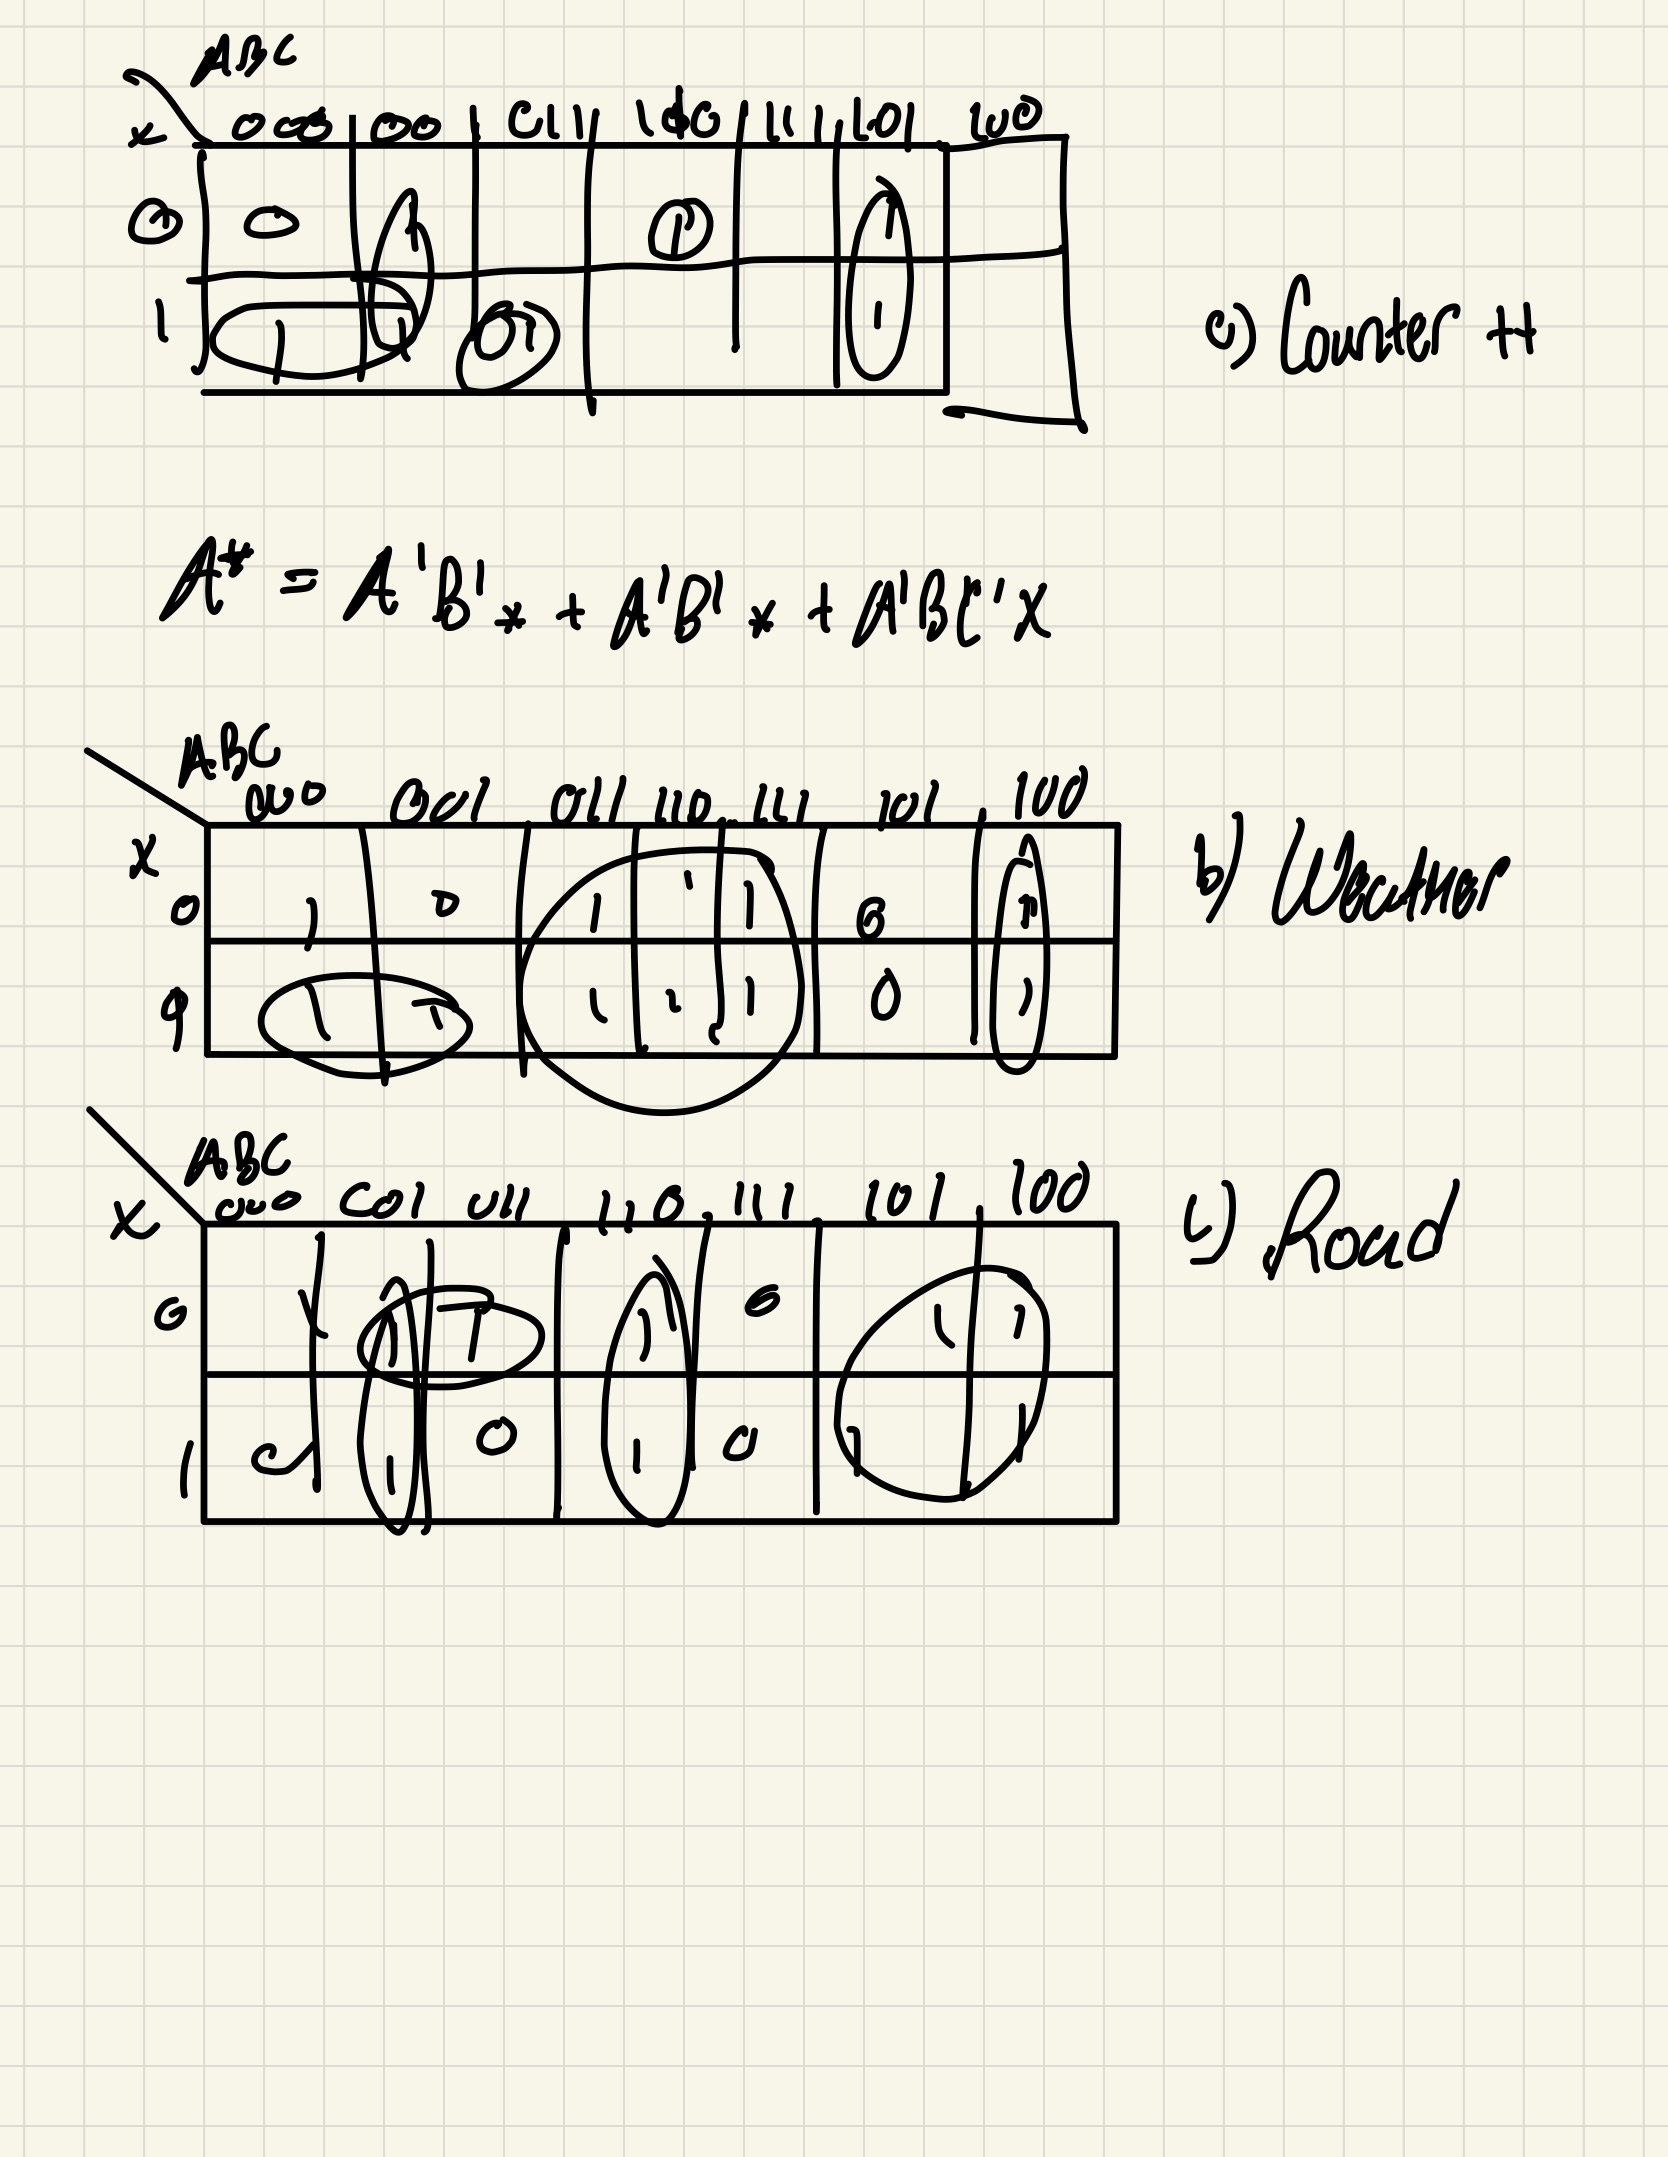 ABC
x 000 001 011 110 111 101 100
0 0 1 1 1
1 1 1 01 1
a) Counter H
A* = A'B'x + A'B'x + A'BC'X
ABC
000 001 011 110 111 101 100
X
0 1 0 1 1 1 0 1
1 1 1 1 1 1 0 1
b) Weather
ABC
X 000 001 011 110 111 101 100
0 1 1 1 1 0 1 1
1 0 1 0 1 0 1 1
c) Road